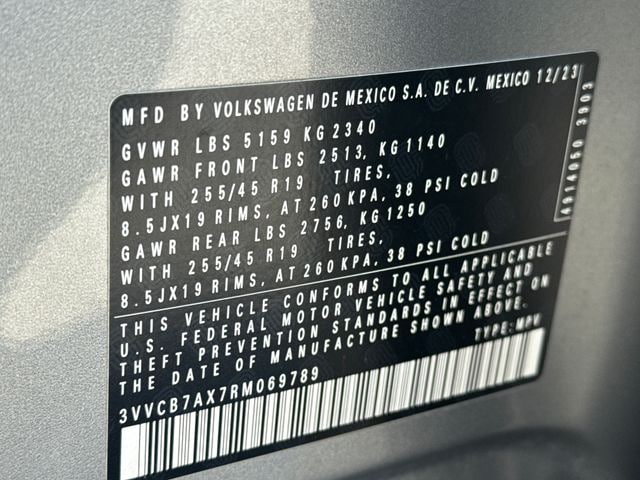 MFD BY VOLKSWAGEN DE MEXICO S.A. DE C.V. MEXICO 12/23
GVWR LBS 5159 KG 2340
GAWR FRONT LBS 2513, KG 1140
WITH 255/45 R19 TIRES,
8.5JX19 RIMS, AT 260 KPA, 38 PSI COLD
GAWR REAR LBS 2756, KG 1250
WITH 255/45 R19 TIRES,
8.5JX19 RIMS, AT 260 KPA, 38 PSI COLD
THIS VEHICLE CONFORMS TO ALL APPLICABLE
U.S. FEDERAL MOTOR VEHICLE SAFETY AND
THEFT PREVENTION STANDARDS IN EFFECT ON
THE DATE OF MANUFACTURE SHOWN ABOVE.
TYPE:MPV
3VVCB7AX7RM069789
4914050 3903